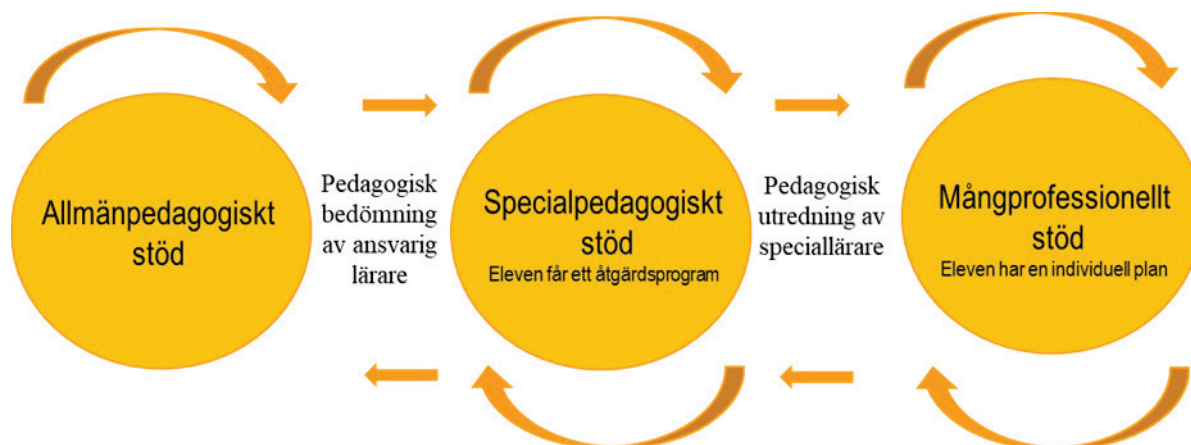 Allmänpedagogiskt
stöd
Pedagogisk
bedömning
av ansvarig
lärare
Specialpedagogiskt
stöd
Eleven får ett åtgärdsprogram
Pedagogisk
utredning av
speciallärare
Mångprofessionellt
stöd
Eleven har en individuell plan